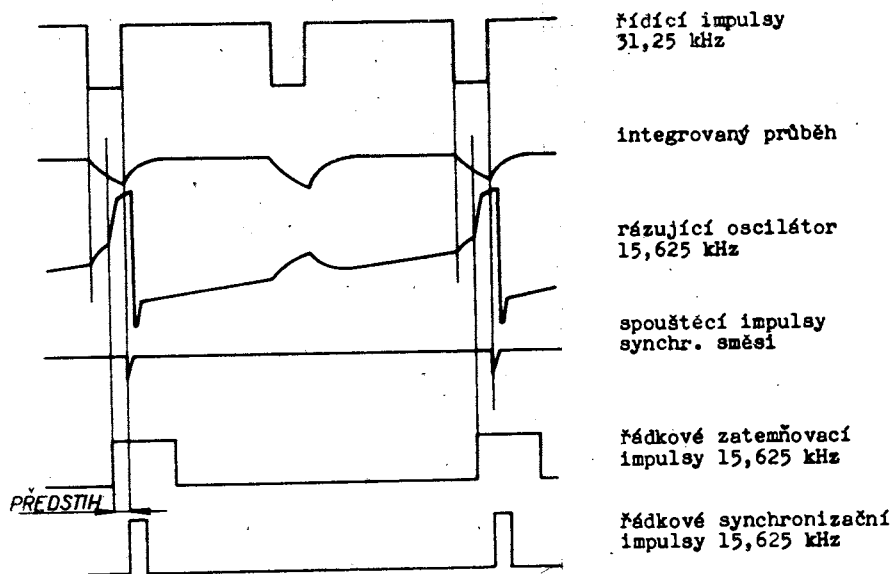 řídící impulsy
31,25 kHz
integrovaný průběh
rázující oscilátor
15,625 kHz
spouštěcí impulsy
synchr. směsi
řádkové zatemňovací
impulsy 15,625 kHz
PŘEDSTIH
řádkové synchronizační
impulsy 15,625 kHz